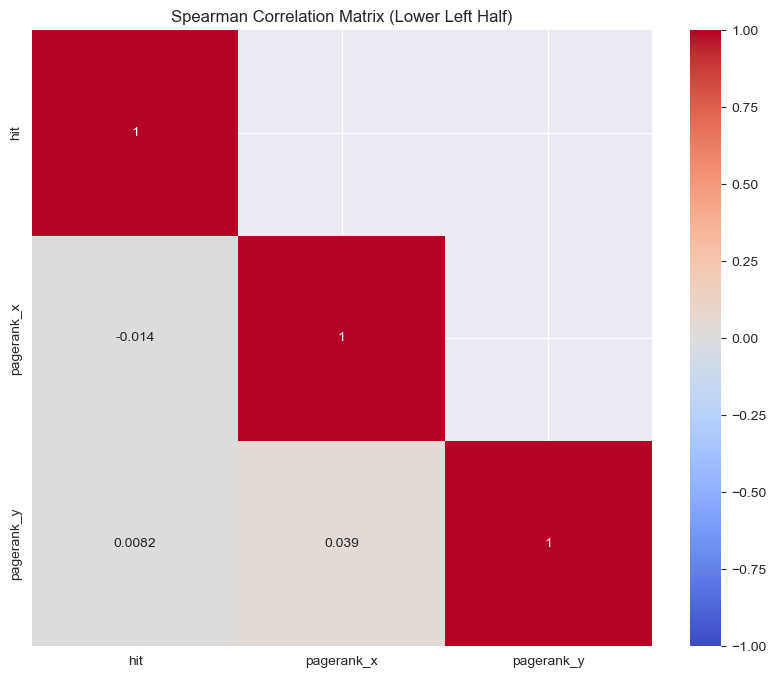 Spearman Correlation Matrix (Lower Left Half)
hit
1
pagerank_x
-0.014
1
pagerank_y
0.0082
0.039
1
hit
pagerank_x
pagerank_y
1.00
0.75
0.50
0.25
0.00
−0.25
−0.50
−0.75
−1.00